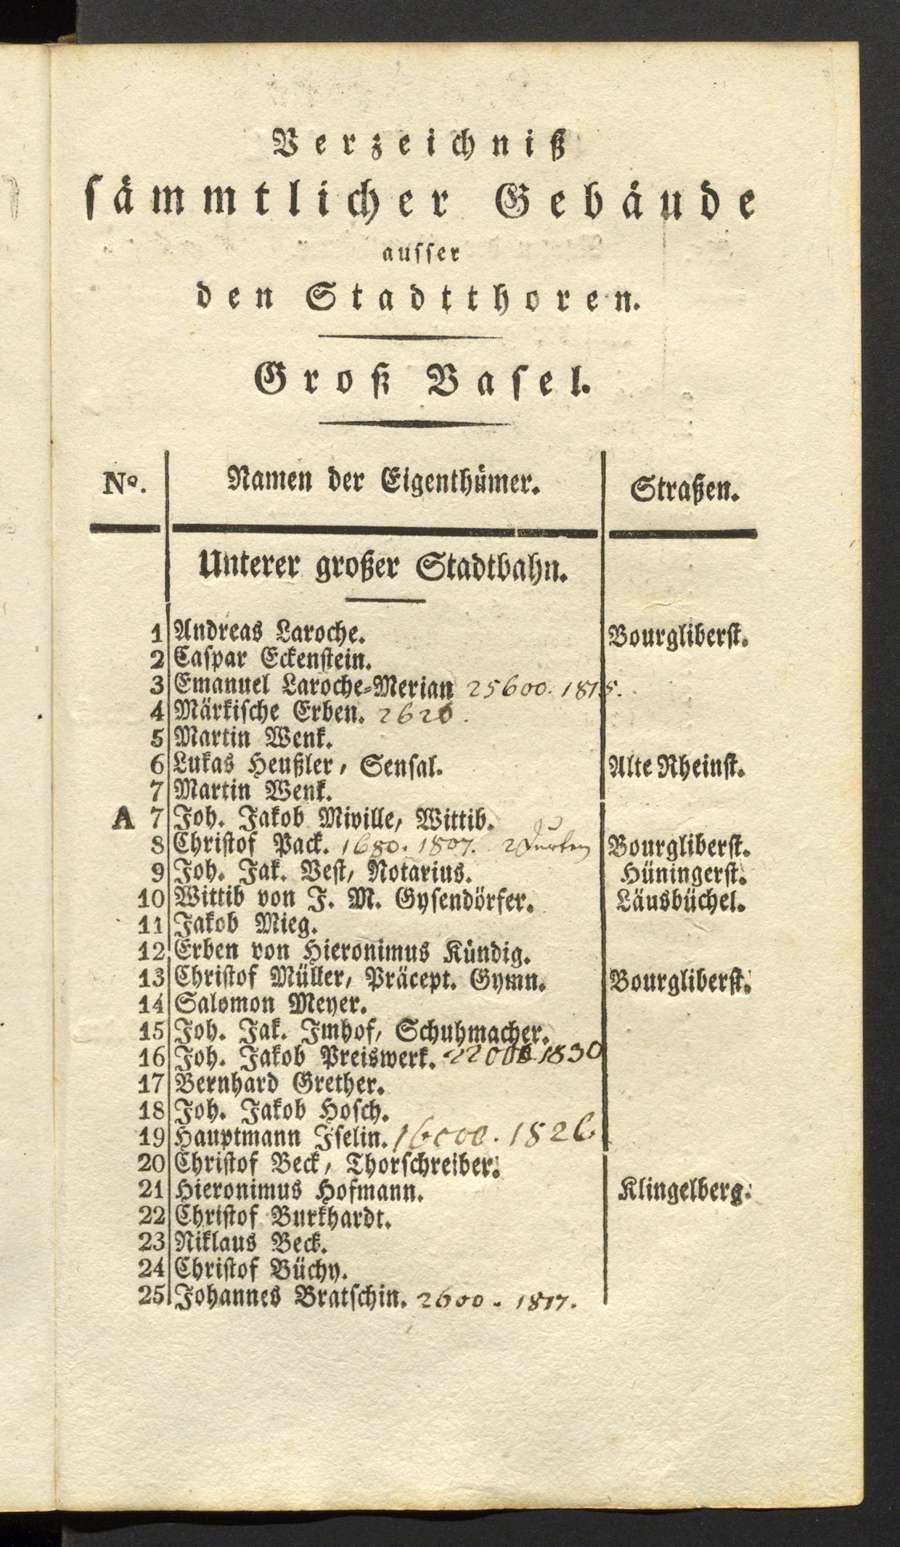 Verzeichniß
sämmtlicher Gebäude
ausser
den Stadtthoren.
Groß Basel.
No. Namen der Eigenthümer. Straßen.
Unterer großer Stadtbahn.
1 Andreas Laroche. Bourgliberst.
2 Caspar Eckenstein.
3 Emanuel Laroche-Merian 25600. 1815.
4 Märkische Erben. 2620.
5 Martin Wenk.
6 Lukas Heußler, Sensal. Alte Rheinst.
7 Martin Wenk.
A 7 Joh. Jakob Miville, Wittib.
8 Christof Pack. 1680. 1807. Bourgliberst.
9 Joh. Jak. Vest, Notarius. Hüningerst.
10 Wittib von J. M. Gysendörfer. Läusbüchel.
11 Jakob Mieg.
12 Erben von Hieronimus Kündig.
13 Christof Müller, Präcept. Gymn. Bourgliberst.
14 Salomon Meyer.
15 Joh. Jak. Imhof, Schuhmacher.
16 Joh. Jakob Preiswerk. 22000 1830
17 Bernhard Grether.
18 Joh. Jakob Hosch.
19 Hauptmann Iselin. 16000. 1826
20 Christof Beck, Thorschreiber.
21 Hieronimus Hofmann. Klingelberg.
22 Christof Burkhardt.
23 Niklaus Beck.
24 Christof Büchy.
25 Johannes Bratschin. 2600 - 1817.